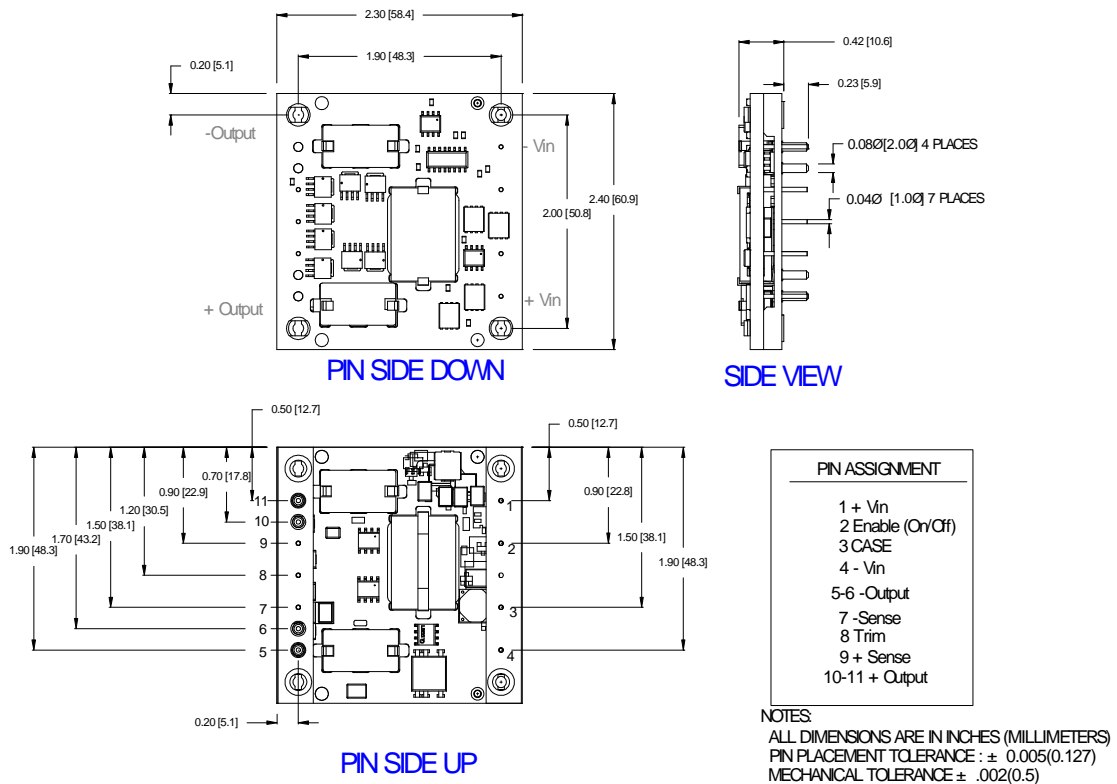 2.30 [58.4]
1.90 [48.3]
0.20 [5.1]
-Output
- Vin
2.00 [50.8]
2.40 [60.9]
+ Output
+ Vin
PIN SIDE DOWN
0.42 [10.6]
0.23 [5.9]
0.08Ø[2.0Ø] 4 PLACES
0.04Ø [1.0Ø] 7 PLACES
SIDE VIEW
0.50 [12.7]
0.70 [17.8]
0.90 [22.9]
1.20 [30.5]
1.50 [38.1]
1.70 [43.2]
1.90 [48.3]
11
10
9
8
7
6
5
0.20 [5.1]
1
2
3
4
0.50 [12.7]
0.90 [22.8]
1.50 [38.1]
1.90 [48.3]
PIN SIDE UP
PIN ASSIGNMENT
1 + Vin
2 Enable (On/Off)
3 CASE
4 - Vin
5-6 -Output
7 -Sense
8 Trim
9 + Sense
10-11 + Output
NOTES:
ALL DIMENSIONS ARE IN INCHES (MILLIMETERS)
PIN PLACEMENT TOLERANCE : ± 0.005(0.127)
MECHANICAL TOLERANCE ± .002(0.5)